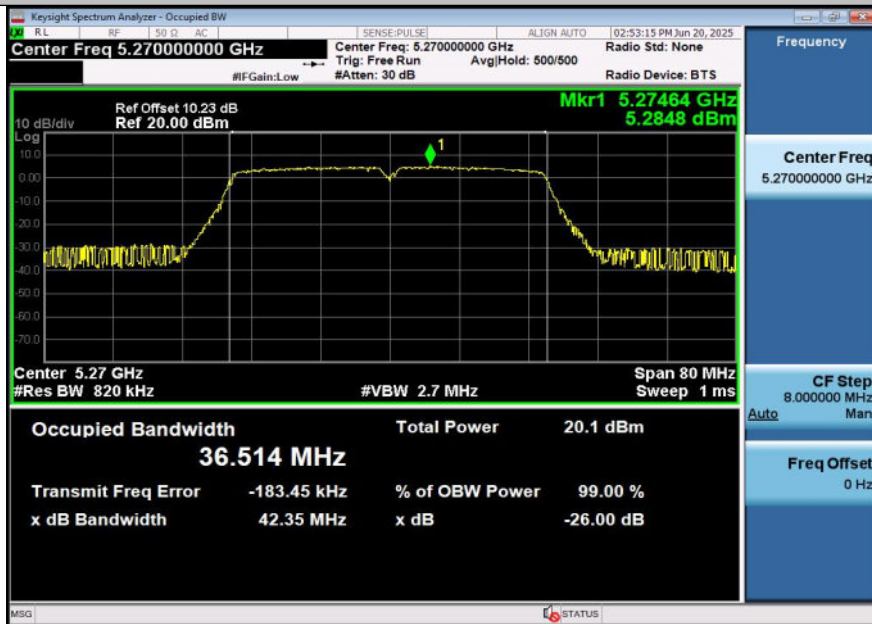 Keysight Spectrum Analyzer - Occupied BW
LXI RL RF 50 Ω AC SENSE:PULSE ALIGN AUTO 02:53:15 PM Jun 20, 2025
Center Freq 5.270000000 GHz
Center Freq: 5.270000000 GHz
Radio Std: None
Trig: Free Run Avg|Hold: 500/500
#IFGain:Low #Atten: 30 dB Radio Device: BTS
Frequency
Mkr1 5.27464 GHz
5.2848 dBm
Ref Offset 10.23 dB
10 dB/div Ref 20.00 dBm
Log
1
10.0
0.00
-10.0
-20.0
-30.0
-40.0
-50.0
-60.0
-70.0
Center 5.27 GHz Span 80 MHz
#Res BW 820 kHz #VBW 2.7 MHz Sweep 1 ms
Center Freq
5.270000000 GHz
CF Step
8.000000 MHz
Auto Man
Freq Offset
0 Hz
Occupied Bandwidth Total Power 20.1 dBm
36.514 MHz
Transmit Freq Error -183.45 kHz % of OBW Power 99.00 %
x dB Bandwidth 42.35 MHz x dB -26.00 dB
MSG STATUS